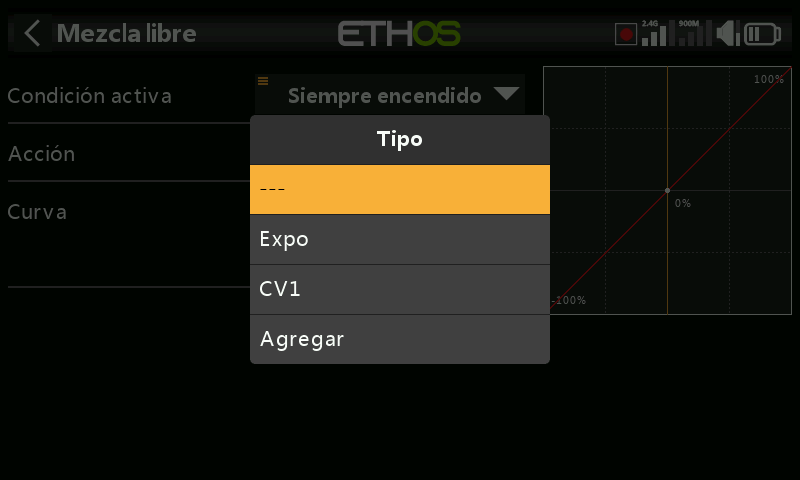 Mezcla libre
ETHOS
2.4G
900M
Condición activa
Siempre encendido
100%
Tipo
Acción
---
0%
Curva
Expo
CV1
-100%
Agregar